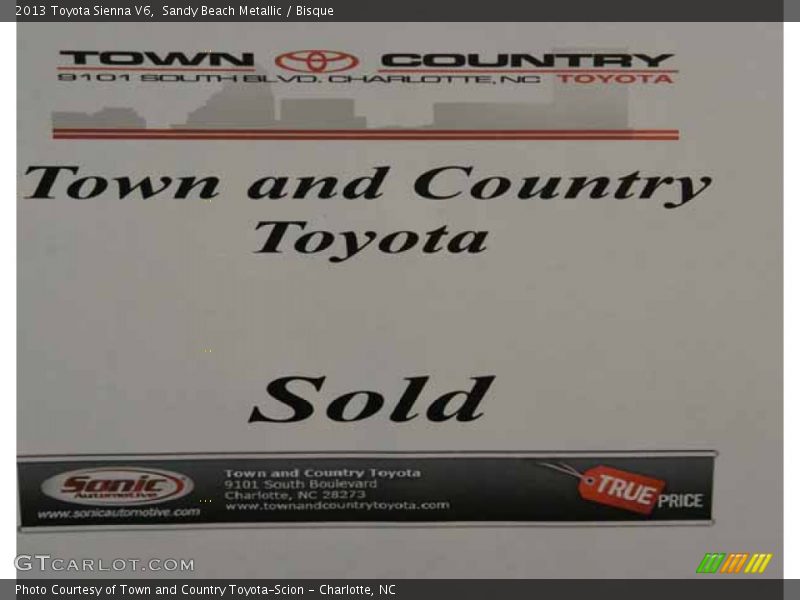 2013 Toyota Sienna V6, Sandy Beach Metallic / Bisque
TOWN COUNTRY
9101 SOUTH BLVD. CHARLOTTE, NC TOYOTA
Town and Country
Toyota
Sold
Sonic
Automotive
www.sonicautomotive.com
Town and Country Toyota
9101 South Boulevard
Charlotte, NC 28273
www.townandcountrytoyota.com
TRUE PRICE
GTCARLOT.COM
Photo Courtesy of Town and Country Toyota-Scion - Charlotte, NC